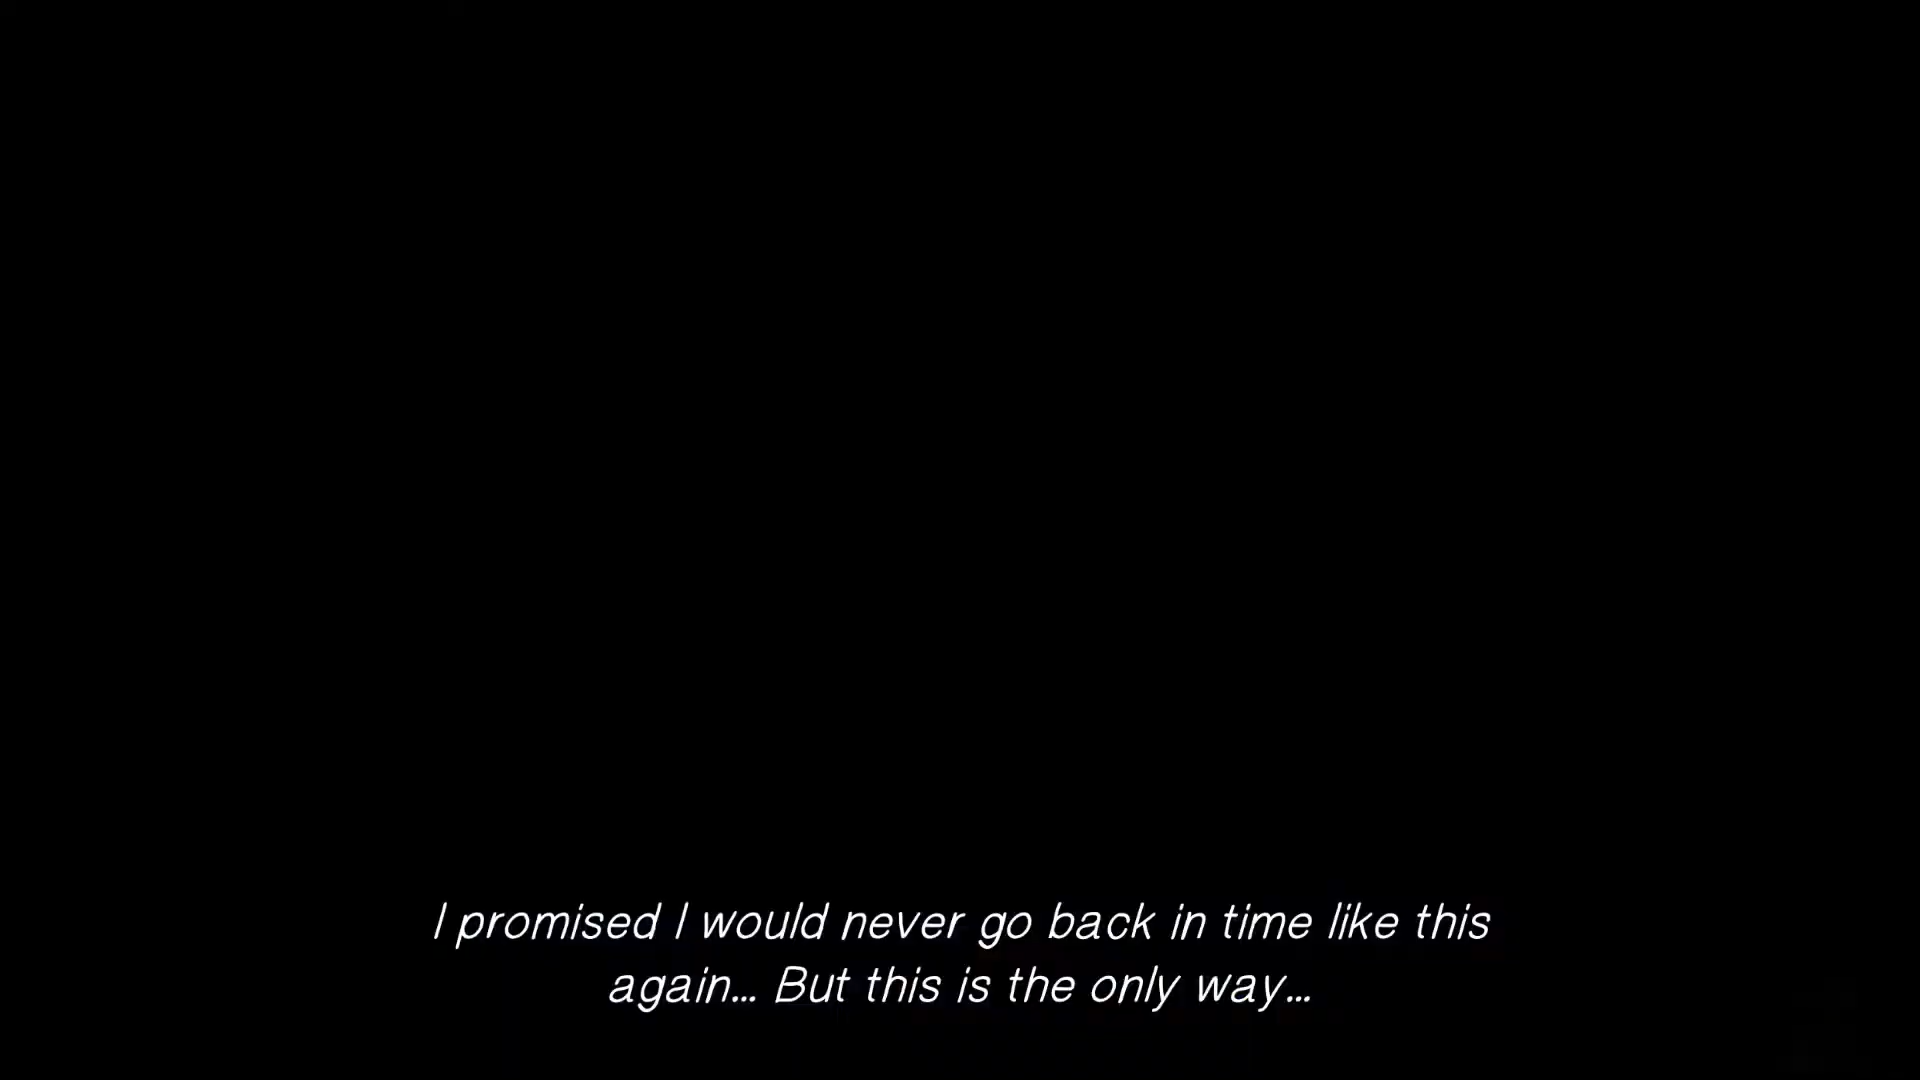 I promised I would never go back in time like this
again... But this is the only way...